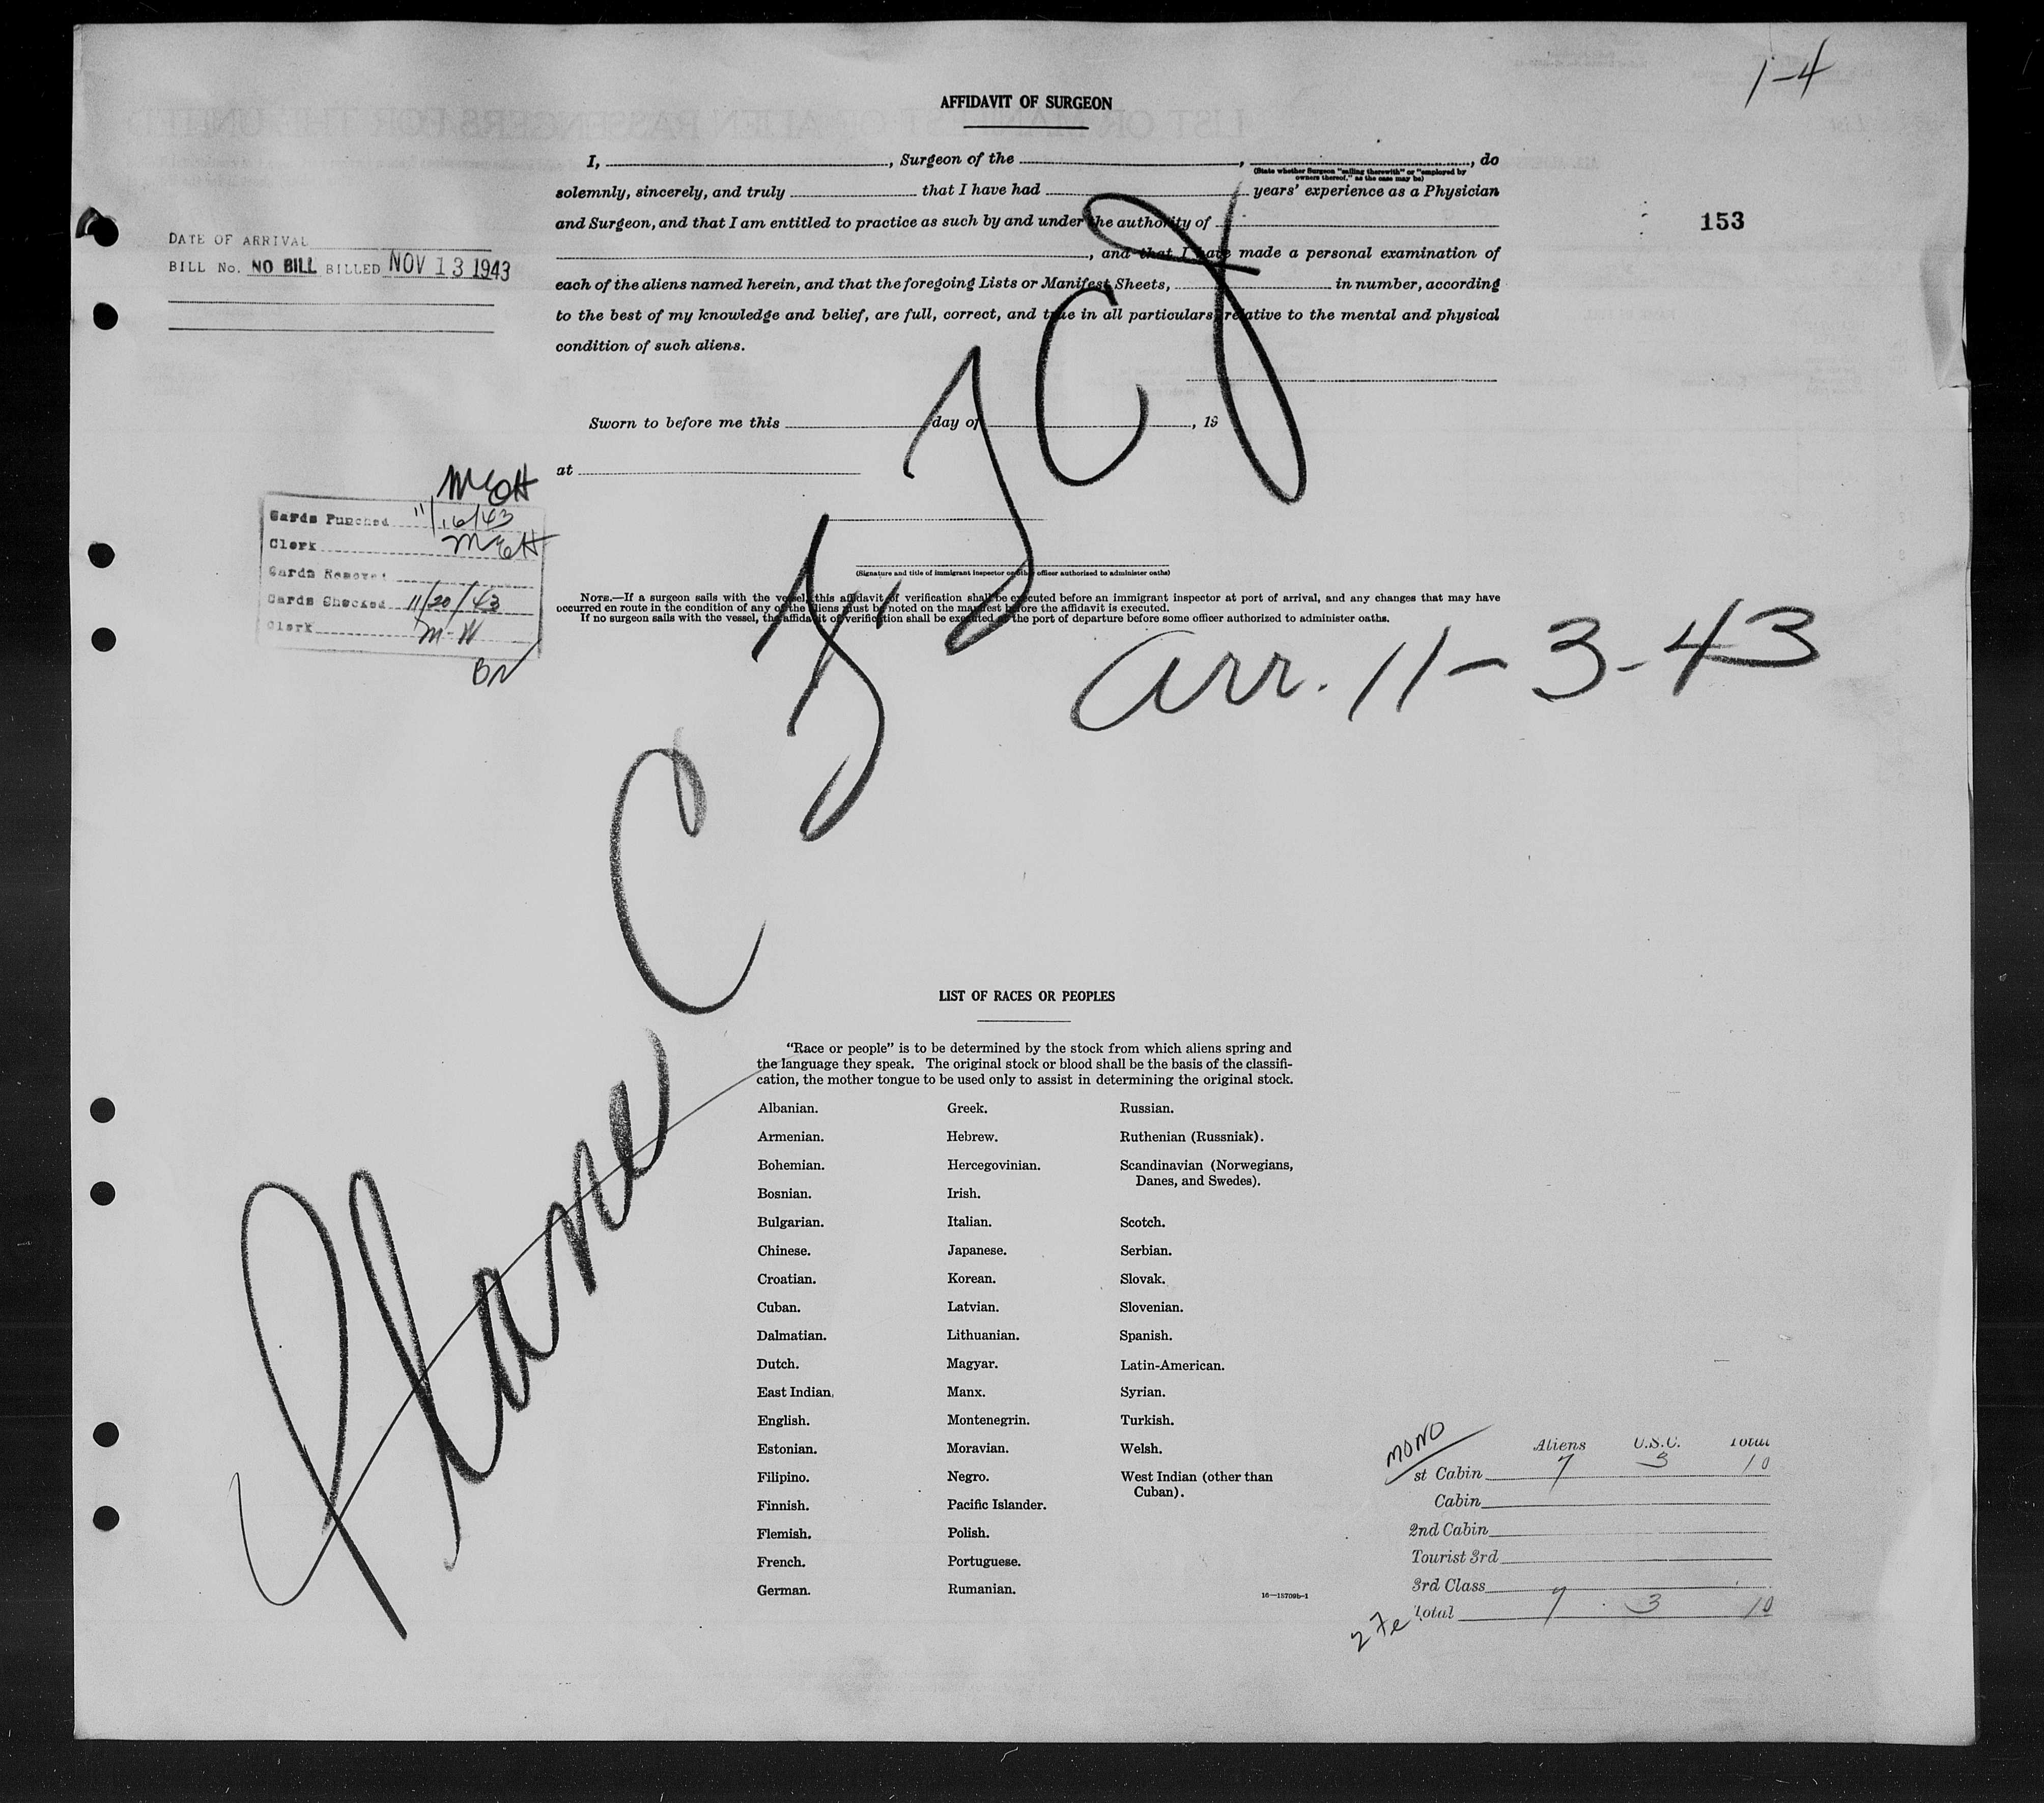 1-4
AFFIDAVIT OF SURGEON
I, , Surgeon of the , , do
(State whether Surgeon "sailing therewith" or "employed by
owners thereof," as the case may be)
solemnly, sincerely, and truly that I have had years' experience as a Physician
and Surgeon, and that I am entitled to practice as such by and under the authority of
, and that I have made a personal examination of
each of the aliens named herein, and that the foregoing Lists or Manifest Sheets, in number, according
to the best of my knowledge and belief, are full, correct, and true in all particulars relative to the mental and physical
condition of such aliens.
153
DATE OF ARRIVAL
BILL No. NO BILL BILLED NOV 13 1943
Sworn to before me this day of , 19
at
Cards Punched 11/16/43
Clerk
Cards Removed
Cards Checked 11/20/43
Clerk M-W
(Signature and title of immigrant inspector or other officer authorized to administer oaths)
NOTE.—If a surgeon sails with the vessel, this affidavit of verification shall be executed before an immigrant inspector at port of arrival, and any changes that may have
occurred en route in the condition of any of the aliens must be noted on the manifest before the affidavit is executed.
If no surgeon sails with the vessel, the affidavit of verification shall be executed at the port of departure before some officer authorized to administer oaths.
arr. 11-3-43
Plane C
LIST OF RACES OR PEOPLES
"Race or people" is to be determined by the stock from which aliens spring and
the language they speak. The original stock or blood shall be the basis of the classifi-
cation, the mother tongue to be used only to assist in determining the original stock.
Albanian. Greek. Russian.
Armenian. Hebrew. Ruthenian (Russniak).
Bohemian. Hercegovinian. Scandinavian (Norwegians,
Danes, and Swedes).
Bosnian. Irish.
Bulgarian. Italian. Scotch.
Chinese. Japanese. Serbian.
Croatian. Korean. Slovak.
Cuban. Latvian. Slovenian.
Dalmatian. Lithuanian. Spanish.
Dutch. Magyar. Latin-American.
East Indian. Manx. Syrian.
English. Montenegrin. Turkish.
Estonian. Moravian. Welsh.
Filipino. Negro. West Indian (other than
Cuban).
Finnish. Pacific Islander.
Flemish. Polish.
French. Portuguese.
German. Rumanian.
16—18709b-1
MONO
Aliens U.S.C. Total
st Cabin 7 3 10
Cabin
2nd Cabin
Tourist 3rd
3rd Class
Total 7 3 10